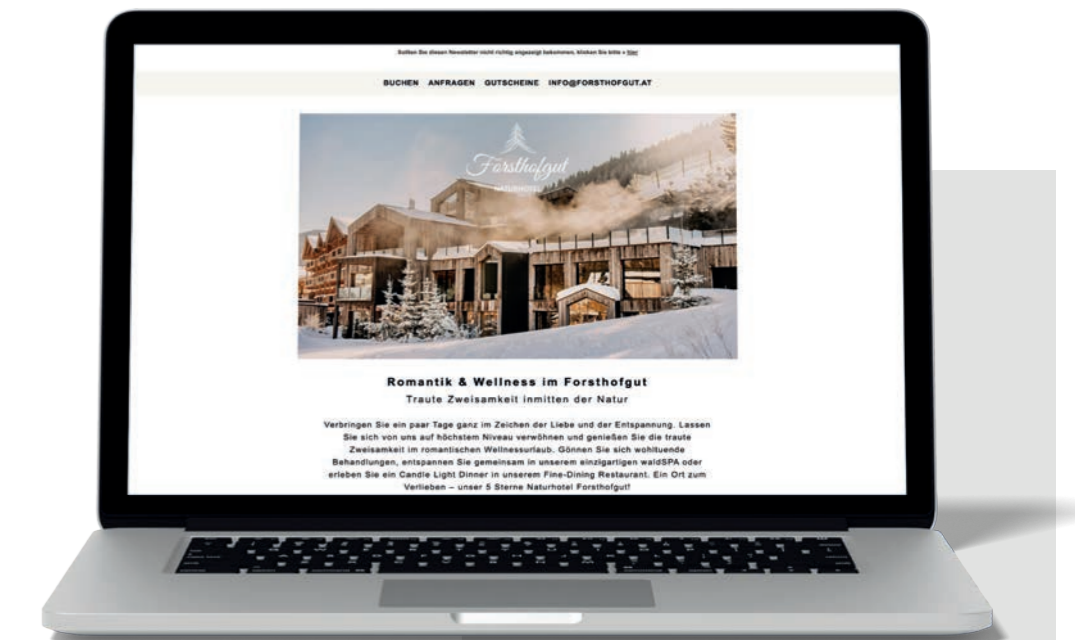 Sollten Sie diesen Newsletter nicht richtig angezeigt bekommen, klicken Sie bitte » hier
BUCHEN ANFRAGEN GUTSCHEINE INFO@FORSTHOFGUT.AT
Forsthofgut
NATURHOTEL
Romantik & Wellness im Forsthofgut
Traute Zweisamkeit inmitten der Natur
Verbringen Sie ein paar Tage ganz im Zeichen der Liebe und der Entspannung. Lassen
Sie sich von uns auf höchstem Niveau verwöhnen und genießen Sie die traute
Zweisamkeit im romantischen Wellnessurlaub. Gönnen Sie sich wohltuende
Behandlungen, entspannen Sie gemeinsam in unserem einzigartigen waldSPA oder
erleben Sie ein Candle Light Dinner in unserem Fine-Dining Restaurant. Ein Ort zum
Verlieben – unser 5 Sterne Naturhotel Forsthofgut!